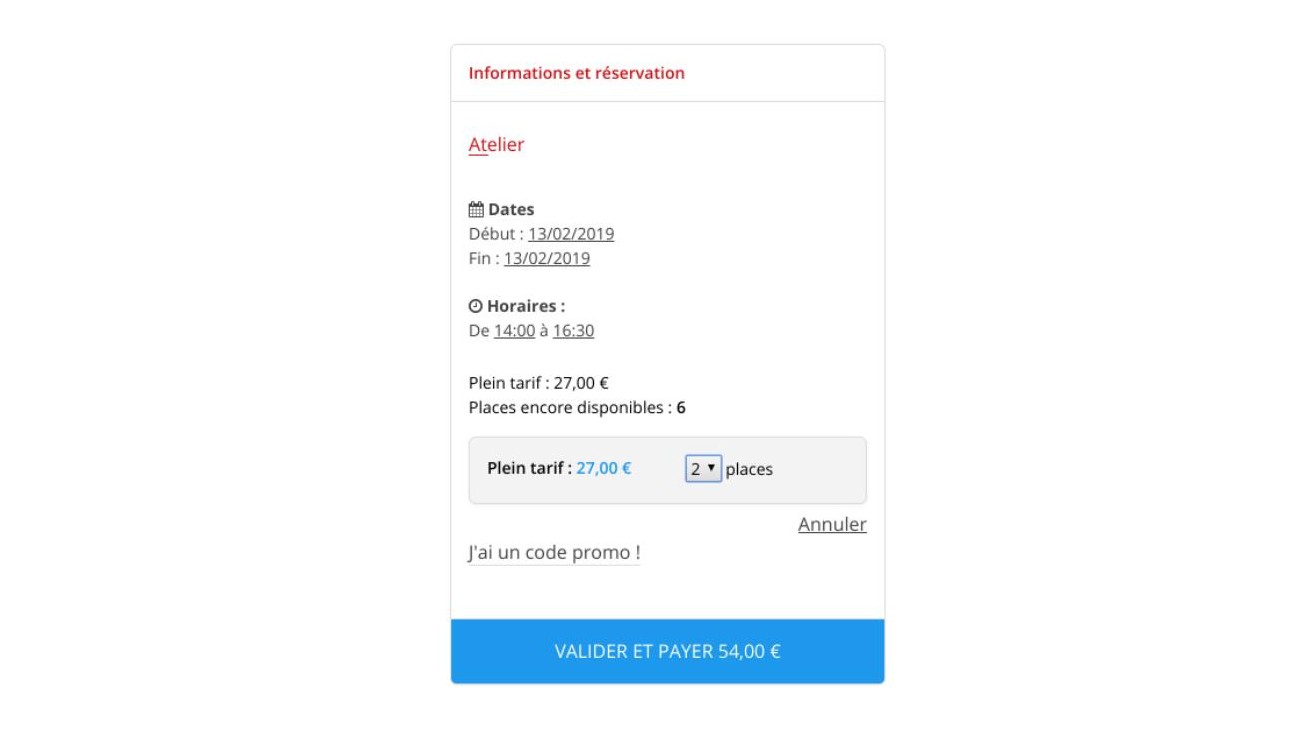 Informations et réservation
Atelier
Dates
Début : 13/02/2019
Fin : 13/02/2019
Horaires :
De 14:00 à 16:30
Plein tarif : 27,00 €
Places encore disponibles : 6
Plein tarif : 27,00 € 2 places
Annuler
J'ai un code promo !
VALIDER ET PAYER 54,00 €